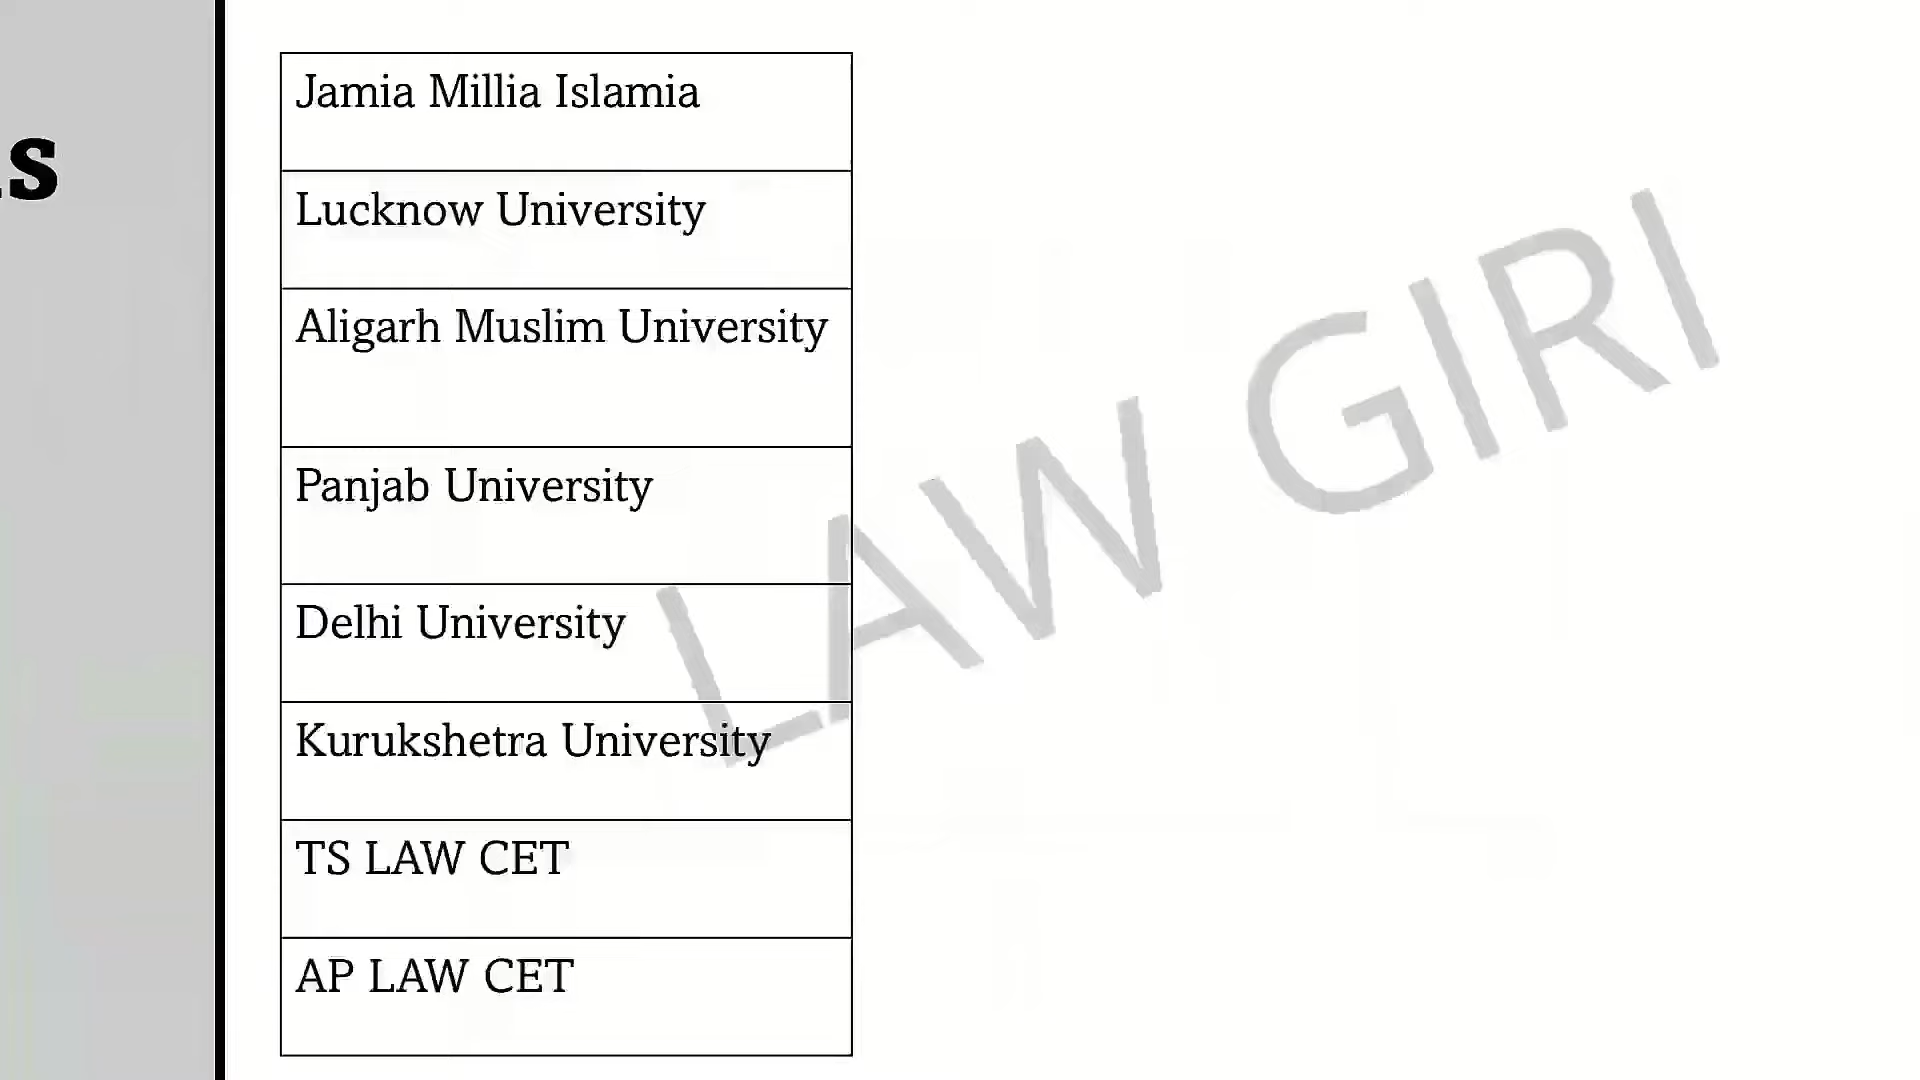 s
Jamia Millia Islamia
Lucknow University
Aligarh Muslim University
Panjab University
Delhi University
Kurukshetra University
TS LAW CET
AP LAW CET
LAW GIRI